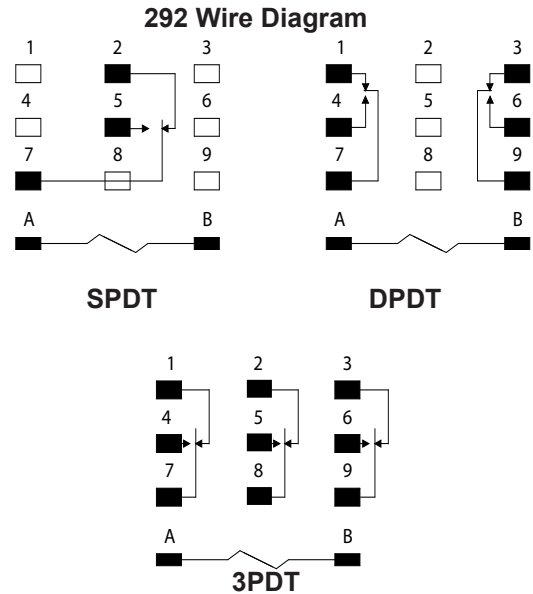 292 Wire Diagram
1 2 3 1 2 3
4 5 6 4 5 6
7 8 9 7 8 9
A B A B
SPDT DPDT
1 2 3
4 5 6
7 8 9
A B
3PDT